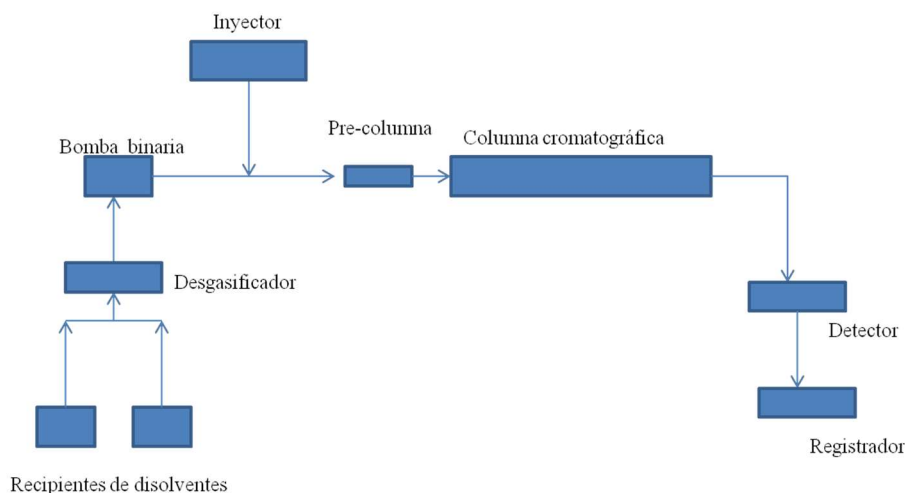 Inyector
Pre-columna
Columna cromatográfica
Bomba binaria
Desgasificador
Detector
Registrador
Recipientes de disolventes